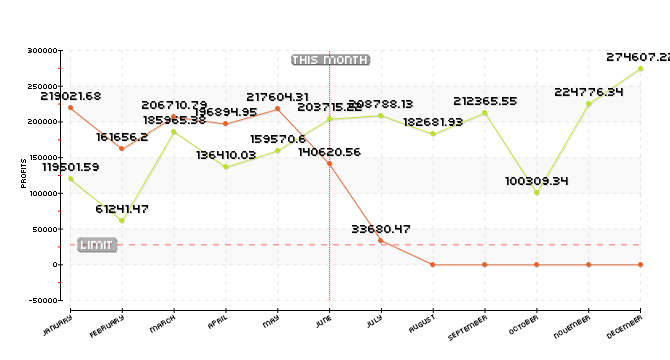 THIS MONTH
300000
250000
200000
150000
100000
50000
0
-50000
PROFITS
LIMIT
219021.68
161656.2
206710.79
196894.95
217604.31
140620.56
33680.47
119501.59
61241.47
185965.38
136410.03
159570.6
203715.22
208788.13
182681.93
212365.55
100309.34
224776.34
274607.22
JANUARY
FEBRUARY
MARCH
APRIL
MAY
JUNE
JULY
AUGUST
SEPTEMBER
OCTOBER
NOVEMBER
DECEMBER